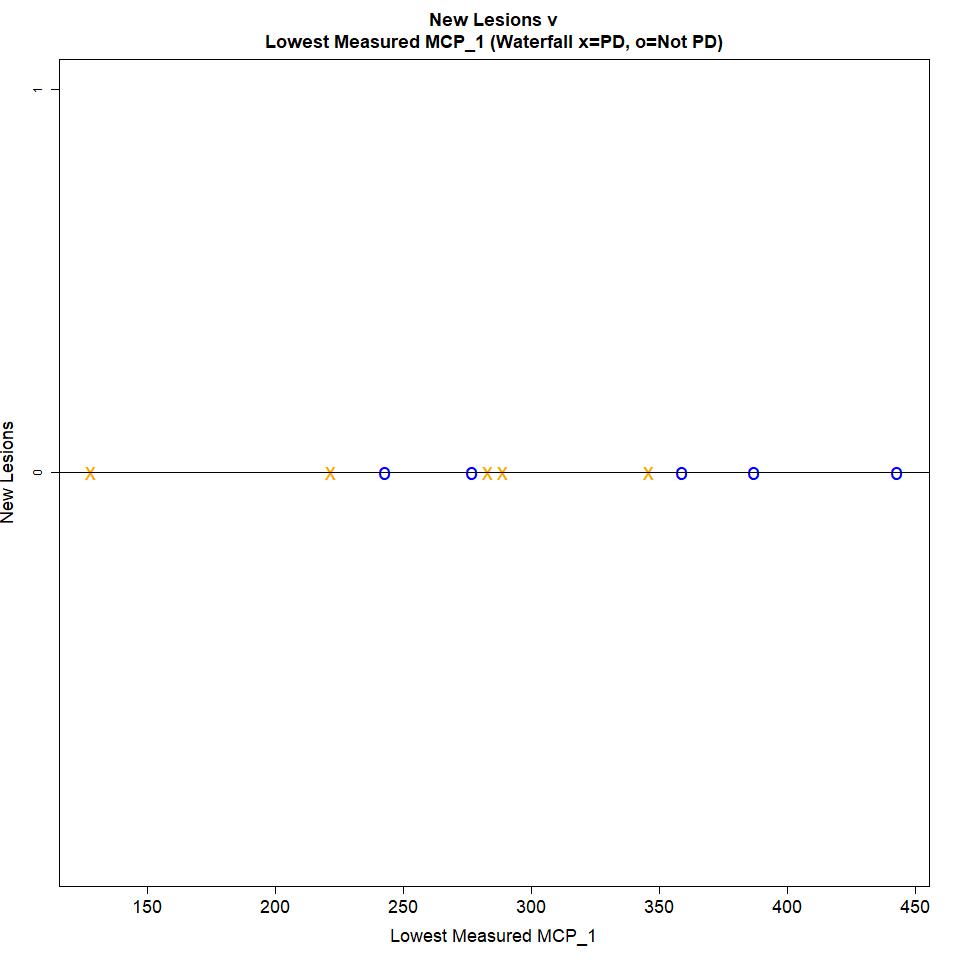 New Lesions v
Lowest Measured MCP_1 (Waterfall x=PD, o=Not PD)
1
New Lesions
0
x x o o x x x o o o
150 200 250 300 350 400 450
Lowest Measured MCP_1